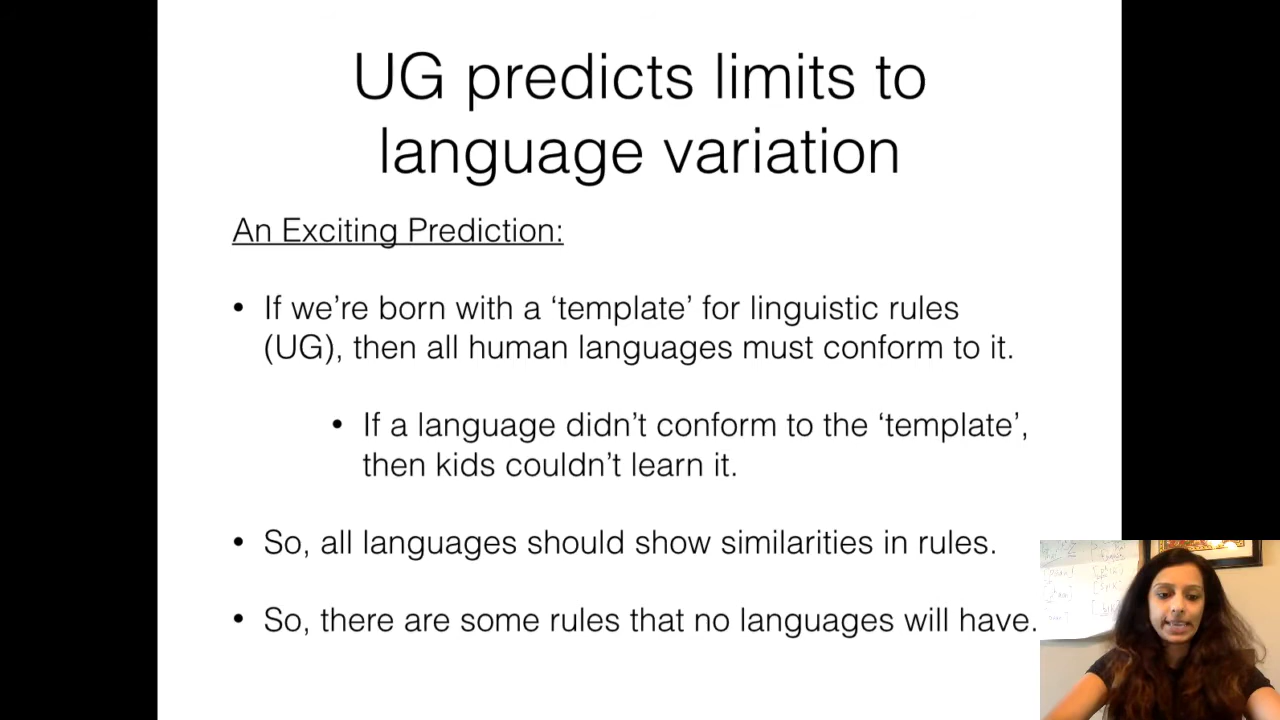 UG predicts limits to
language variation
An Exciting Prediction:
• If we're born with a ‘template’ for linguistic rules
(UG), then all human languages must conform to it.
• If a language didn't conform to the ‘template’,
then kids couldn't learn it.
• So, all languages should show similarities in rules.
• So, there are some rules that no languages will have.